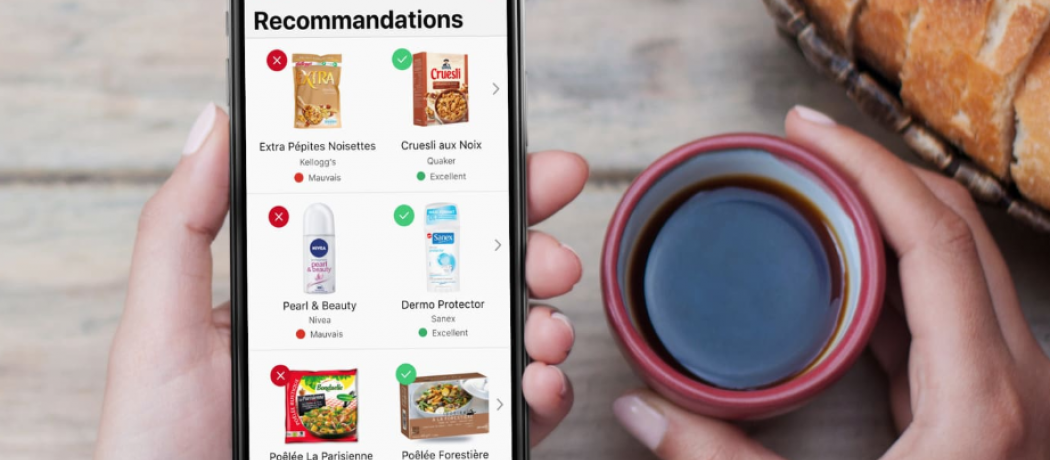 Recommandations
XTRA
Cruesli
Extra Pépites Noisettes
Kellogg's
Mauvais
Cruesli aux Noix
Quaker
Excellent
NIVEA
pearl
& beauty
Sanex
Pearl & Beauty
Nivea
Mauvais
Dermo Protector
Sanex
Excellent
Bonduelle
Poêlée La Parisienne
Poêlée Forestière